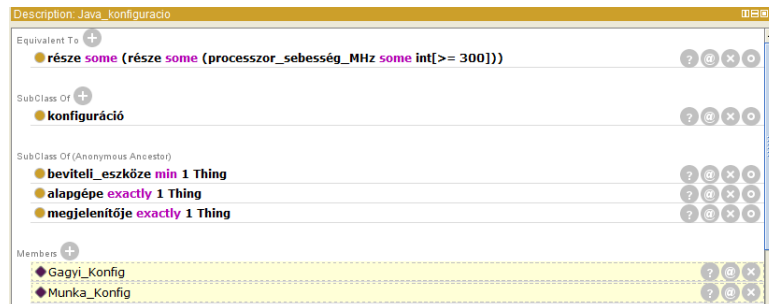 Description: Java_konfiguracio
Equivalent To
része some (része some (processzor_sebesség_MHz some int[>= 300]))
SubClass Of
konfiguráció
SubClass Of (Anonymous Ancestor)
beviteli_eszköze min 1 Thing
alapgépe exactly 1 Thing
megjelenítője exactly 1 Thing
Members
Gagyi_Konfig
Munka_Konfig